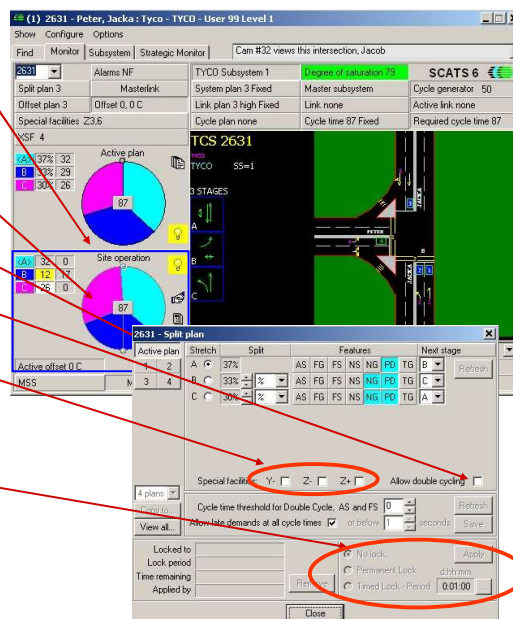 (1) 2631 - Peter, Jacka : Tyco - TYCO - User 99 Level 1
Show Configure Options
Find Monitor Subsystem Strategic Monitor Cam #32 views this intersection, Jacob
2631 Alarms NF TYCO Subsystem 1 Degree of saturation 79 SCATS 6
Split plan 3 Masterlink System plan 3 Fixed Master subsystem Cycle generator 50
Offset plan 3 Offset 0, 0 C Link plan 3 high Fixed Link none Active link none
Special facilities Z3,6 Cycle plan none Cycle time 87 Fixed Required cycle time 87
XSF 4
Active plan
<A> 37% 32
B 33% 29
C 30% 26
87
Site operation
<A> 32 0
B 12 17
C 26 0
87
Active offset 0 C
MSS
TCS 2631
TYCO
TYCO SS=1
3 STAGES
A
B
C
PETER
JACKA
2631 - Split plan
Active plan Stretch Split Features Next stage
1 2 A 37% AS FG FS NS NG PD TG B Refresh
3 4 B 33% % AS FG FS NS NG PD TG C
C 30% % AS FG FS NS NG PD TG A
Special facilities: Y- Z- Z+ Allow double cycling
4 plans
Copy to...
View all...
Cycle time threshold for Double Cycle, AS and FS 0 Refresh
Allow late demands at all cycle times or below 1 seconds Save
Locked to
Lock period
Time remaining
Applied by
Remove
No lock Apply
Permanent Lock d:hh:mm
Timed Lock - Period 0:01:00 ...
Close